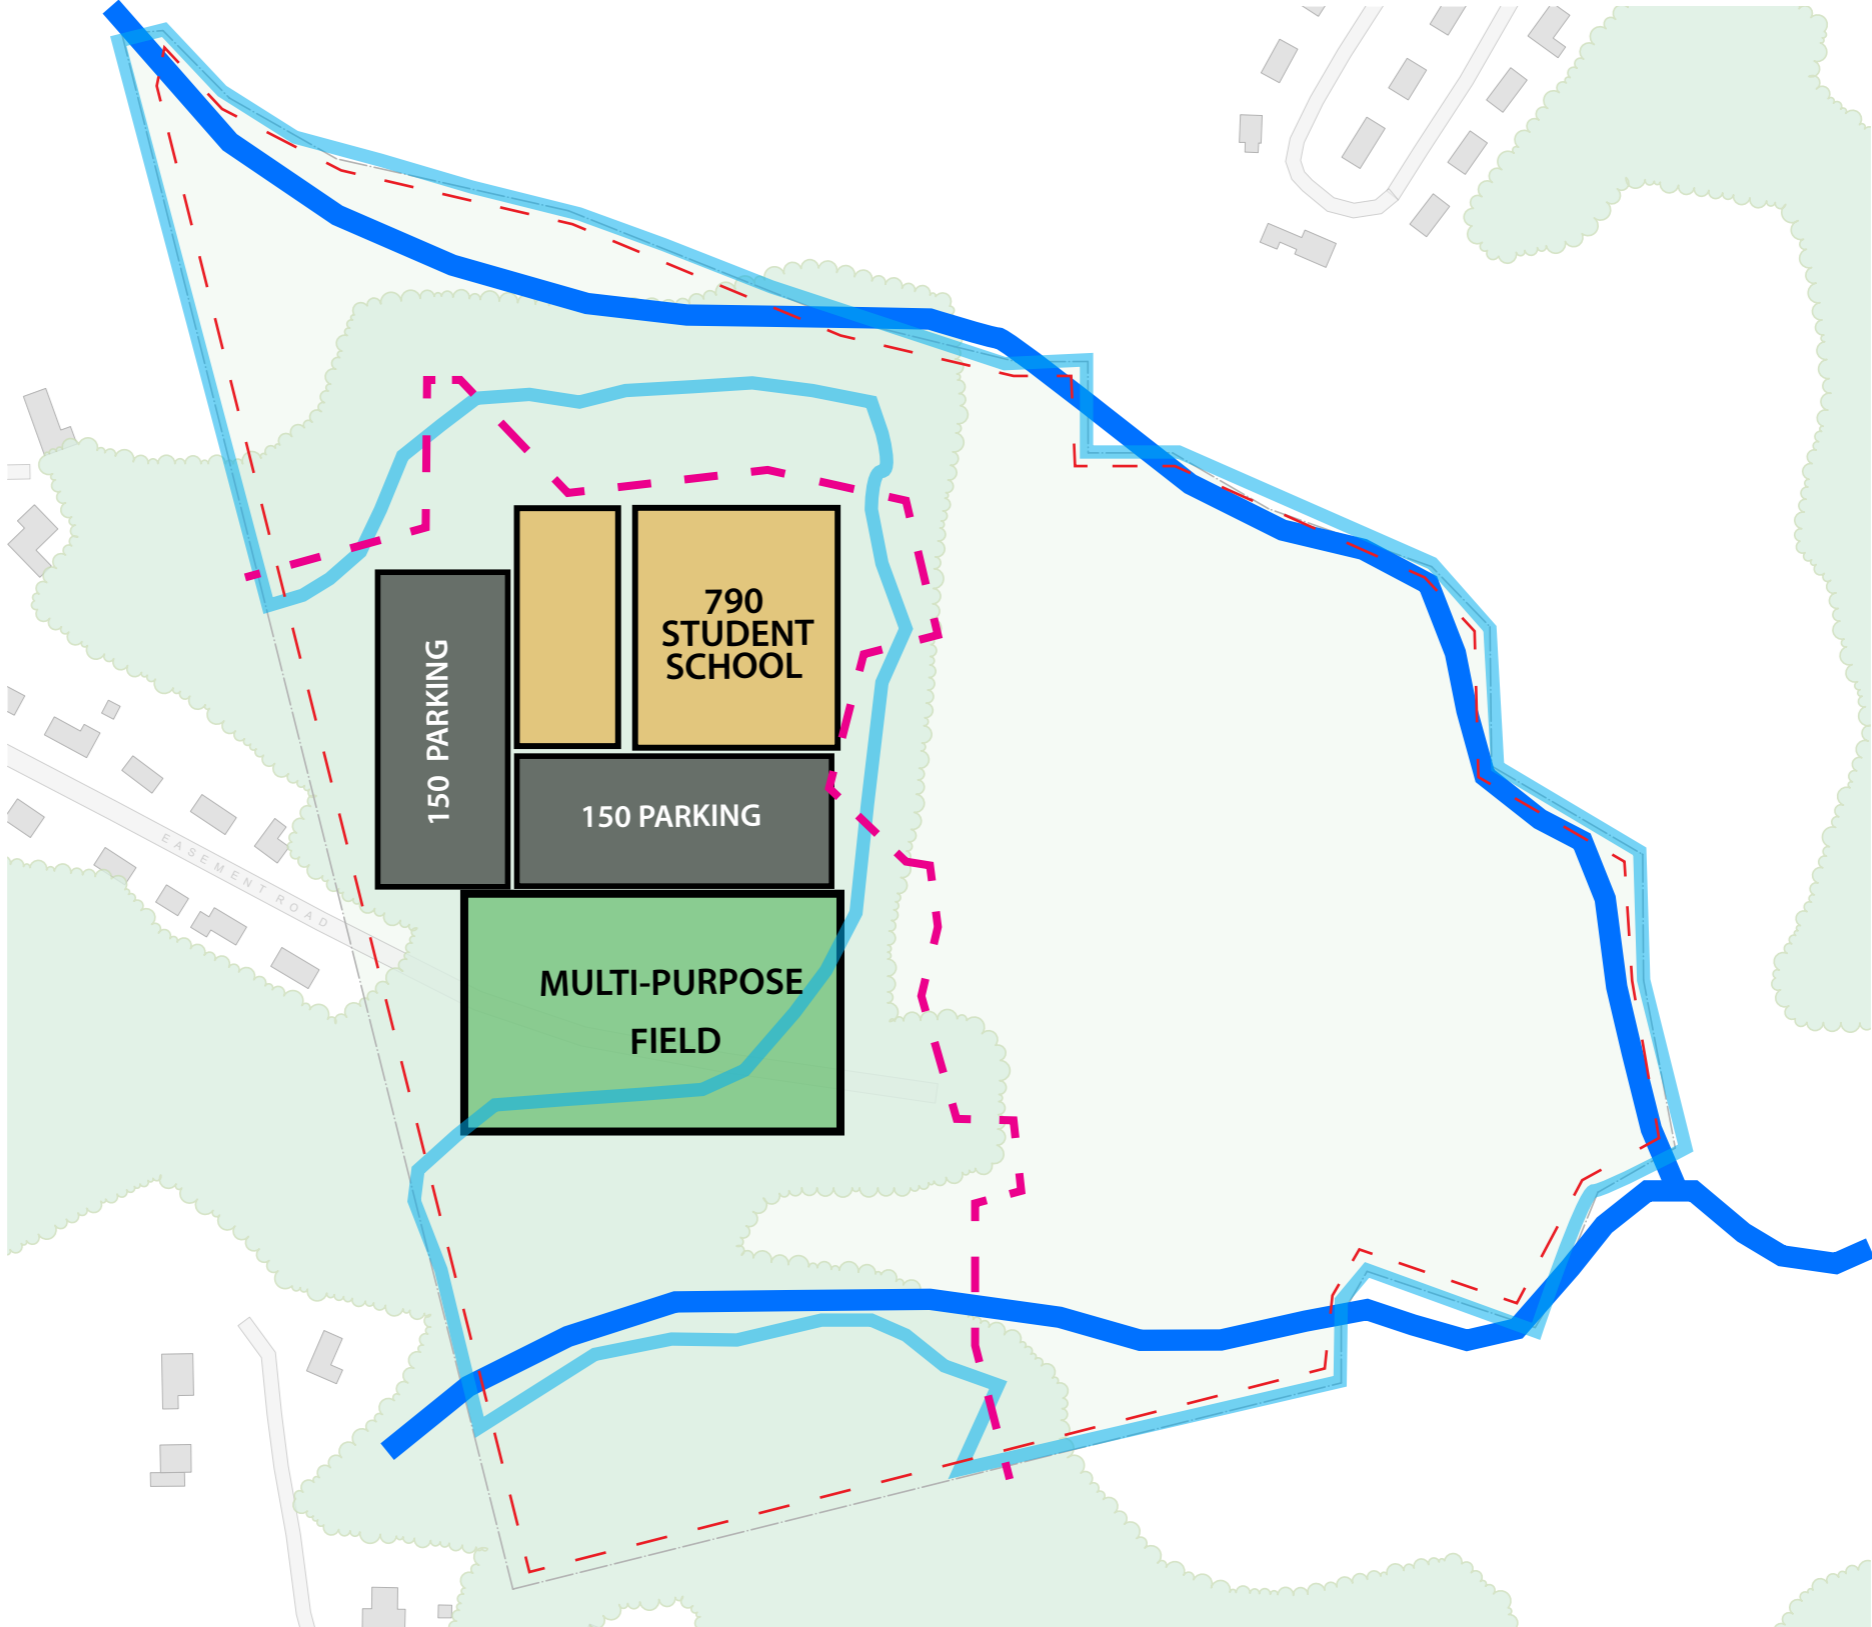 790
STUDENT
SCHOOL
150 PARKING
150 PARKING
EASEMENT ROAD
MULTI-PURPOSE
FIELD